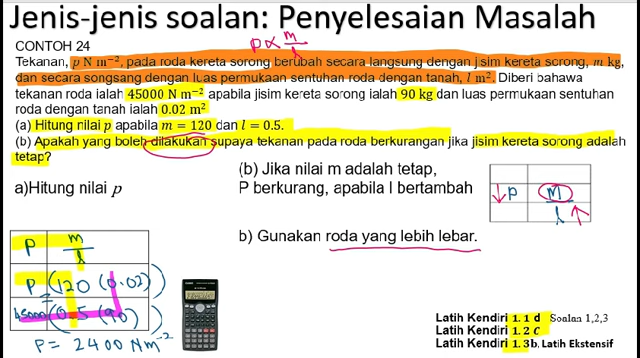 Jenis-jenis soalan: Penyelesaian Masalah
CONTOH 24
p ∝ m/l
Tekanan, p N m⁻², pada roda kereta sorong berubah secara langsung dengan jisim kereta sorong, m kg,
dan secara songsang dengan luas permukaan sentuhan roda dengan tanah, l m². Diberi bahawa
tekanan roda ialah 45000 N m⁻² apabila jisim kereta sorong ialah 90 kg dan luas permukaan sentuhan
roda dengan tanah ialah 0.02 m²
(a) Hitung nilai p apabila m = 120 dan l = 0.5.
(b) Apakah yang boleh dilakukan supaya tekanan pada roda berkurangan jika jisim kereta sorong adalah
tetap?
a)Hitung nilai p
(b) Jika nilai m adalah tetap,
P berkurang, apabila l bertambah
↓ P M/l ↑
b) Gunakan roda yang lebih lebar.
P m/l
P = (120 (0.02))
45000 (0.5 (90))
P = 2400 Nm⁻²
Latih Kendiri 1.1 d Soalan 1,2,3
Latih Kendiri 1.2 C
Latih Kendiri 1.3b. Latih Ekstensif